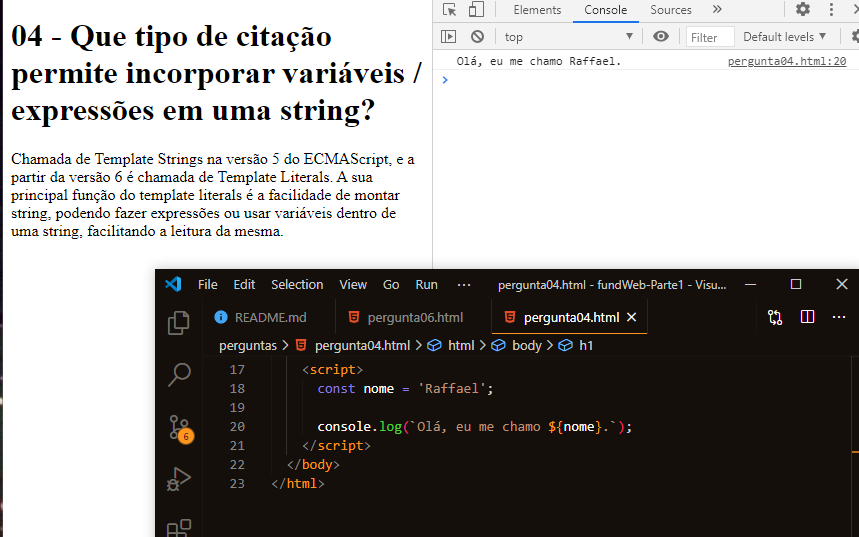 04 - Que tipo de citação
permite incorporar variáveis /
expressões em uma string?
Chamada de Template Strings na versão 5 do ECMAScript, e a
partir da versão 6 é chamada de Template Literals. A sua
principal função do template literals é a facilidade de montar
string, podendo fazer expressões ou usar variáveis dentro de
uma string, facilitando a leitura da mesma.
Elements Console Sources »
top ▼ Filter Default levels ▼
Olá, eu me chamo Raffael. pergunta04.html:20
›
File Edit Selection View Go Run ··· pergunta04.html - fundWeb-Parte1 - Visu...
README.md pergunta06.html pergunta04.html ×
perguntas > pergunta04.html > html > body > h1
17 <script>
18 const nome = 'Raffael';
19
20 console.log(`Olá, eu me chamo ${nome}.`);
21 </script>
22 </body>
23 </html>
6